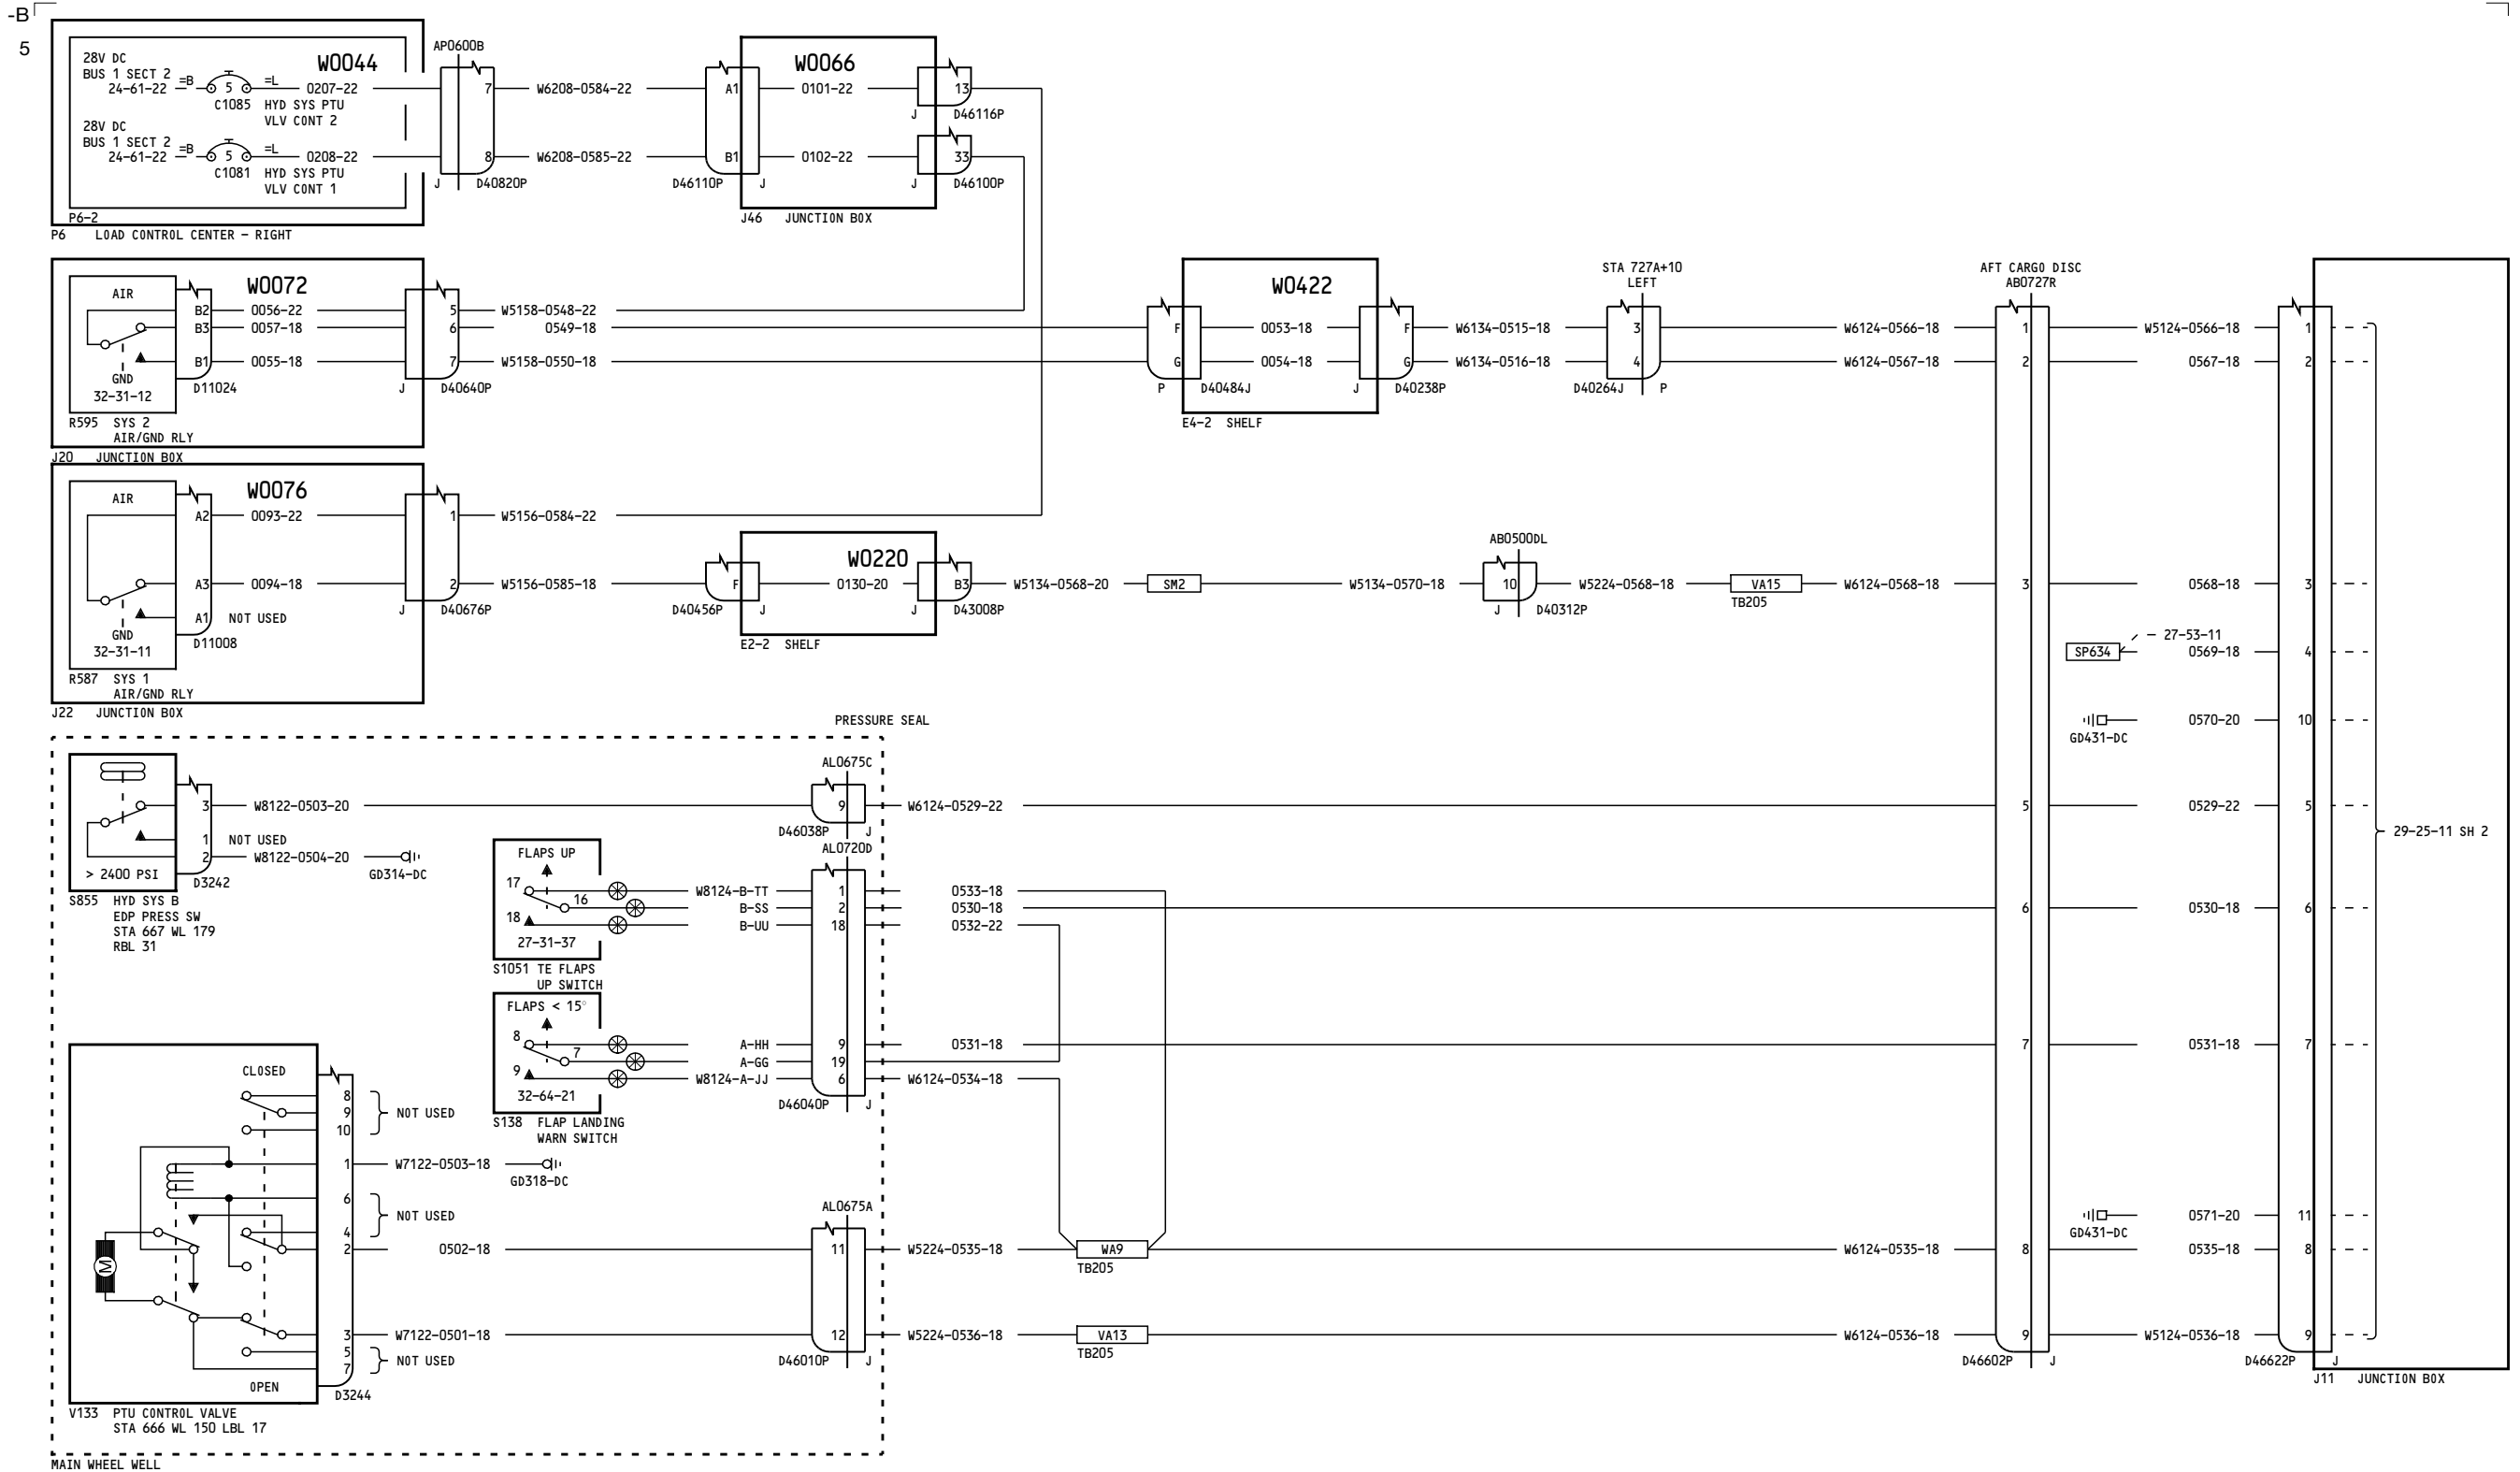 -B
5
28V DC
BUS 1 SECT 2
24-61-22
=B
5
=L
C1085
HYD SYS PTU
VLV CONT 2
W0044
0207-22
28V DC
BUS 1 SECT 2
24-61-22
=B
5
=L
C1081
HYD SYS PTU
VLV CONT 1
0208-22
P6-2
P6 LOAD CONTROL CENTER - RIGHT
AP0600B
7
8
J
D40820P
W6208-0584-22
W6208-0585-22
A1
B1
D46110P
J
W0066
0101-22
0102-22
13
J
D46116P
33
J
D46100P
J46 JUNCTION BOX
W0072
AIR
GND
32-31-12
B2
B3
B1
0056-22
0057-18
0055-18
D11024
R595 SYS 2
AIR/GND RLY
J20 JUNCTION BOX
5
6
7
J
D40640P
W5158-0548-22
0549-18
W5158-0550-18
W0422
F
G
P
D40484J
0053-18
0054-18
F
G
J
D40238P
E4-2 SHELF
W6134-0515-18
W6134-0516-18
STA 727A+10
LEFT
3
4
D40264J
P
W6124-0566-18
W6124-0567-18
AFT CARGO DISC
AB0727R
1
2
W5124-0566-18
0567-18
1
2
W0076
AIR
GND
32-31-11
A2
A3
A1
0093-22
0094-18
NOT USED
D11008
R587 SYS 1
AIR/GND RLY
J22 JUNCTION BOX
1
2
J
D40676P
W5156-0584-22
W5156-0585-18
F
D40456P
J
W0220
0130-20
B3
J
D43008P
E2-2 SHELF
W5134-0568-20
SM2
W5134-0570-18
AB0500DL
10
J
D40312P
W5224-0568-18
VA15
TB205
W6124-0568-18
3
0568-18
3
27-53-11
SP634
0569-18
4
GD431-DC
0570-20
10
PRESSURE SEAL
3
1
2
> 2400 PSI
D3242
W8122-0503-20
NOT USED
W8122-0504-20
GD314-DC
S855 HYD SYS B
EDP PRESS SW
STA 667 WL 179
RBL 31
AL0675C
9
D46038P
J
W6124-0529-22
5
0529-22
5
29-25-11 SH 2
AL0720D
FLAPS UP
17
16
18
27-31-37
S1051 TE FLAPS
UP SWITCH
W8124-B-TT
B-SS
B-UU
1
2
18
0533-18
0530-18
0532-22
6
0530-18
6
FLAPS < 15°
8
7
9
32-64-21
S138 FLAP LANDING
WARN SWITCH
A-HH
A-GG
W8124-A-JJ
9
19
6
D46040P
J
0531-18
W6124-0534-18
7
0531-18
7
CLOSED
8
9
10
NOT USED
1
W7122-0503-18
GD318-DC
6
4
NOT USED
2
0502-18
M
3
W7122-0501-18
5
7
NOT USED
OPEN
D3244
V133 PTU CONTROL VALVE
STA 666 WL 150 LBL 17
MAIN WHEEL WELL
AL0675A
11
12
D46010P
J
W5224-0535-18
WA9
TB205
W6124-0535-18
8
GD431-DC
0571-20
11
0535-18
8
W5224-0536-18
VA13
TB205
W6124-0536-18
9
W5124-0536-18
9
D46602P
J
D46622P
J
J11 JUNCTION BOX